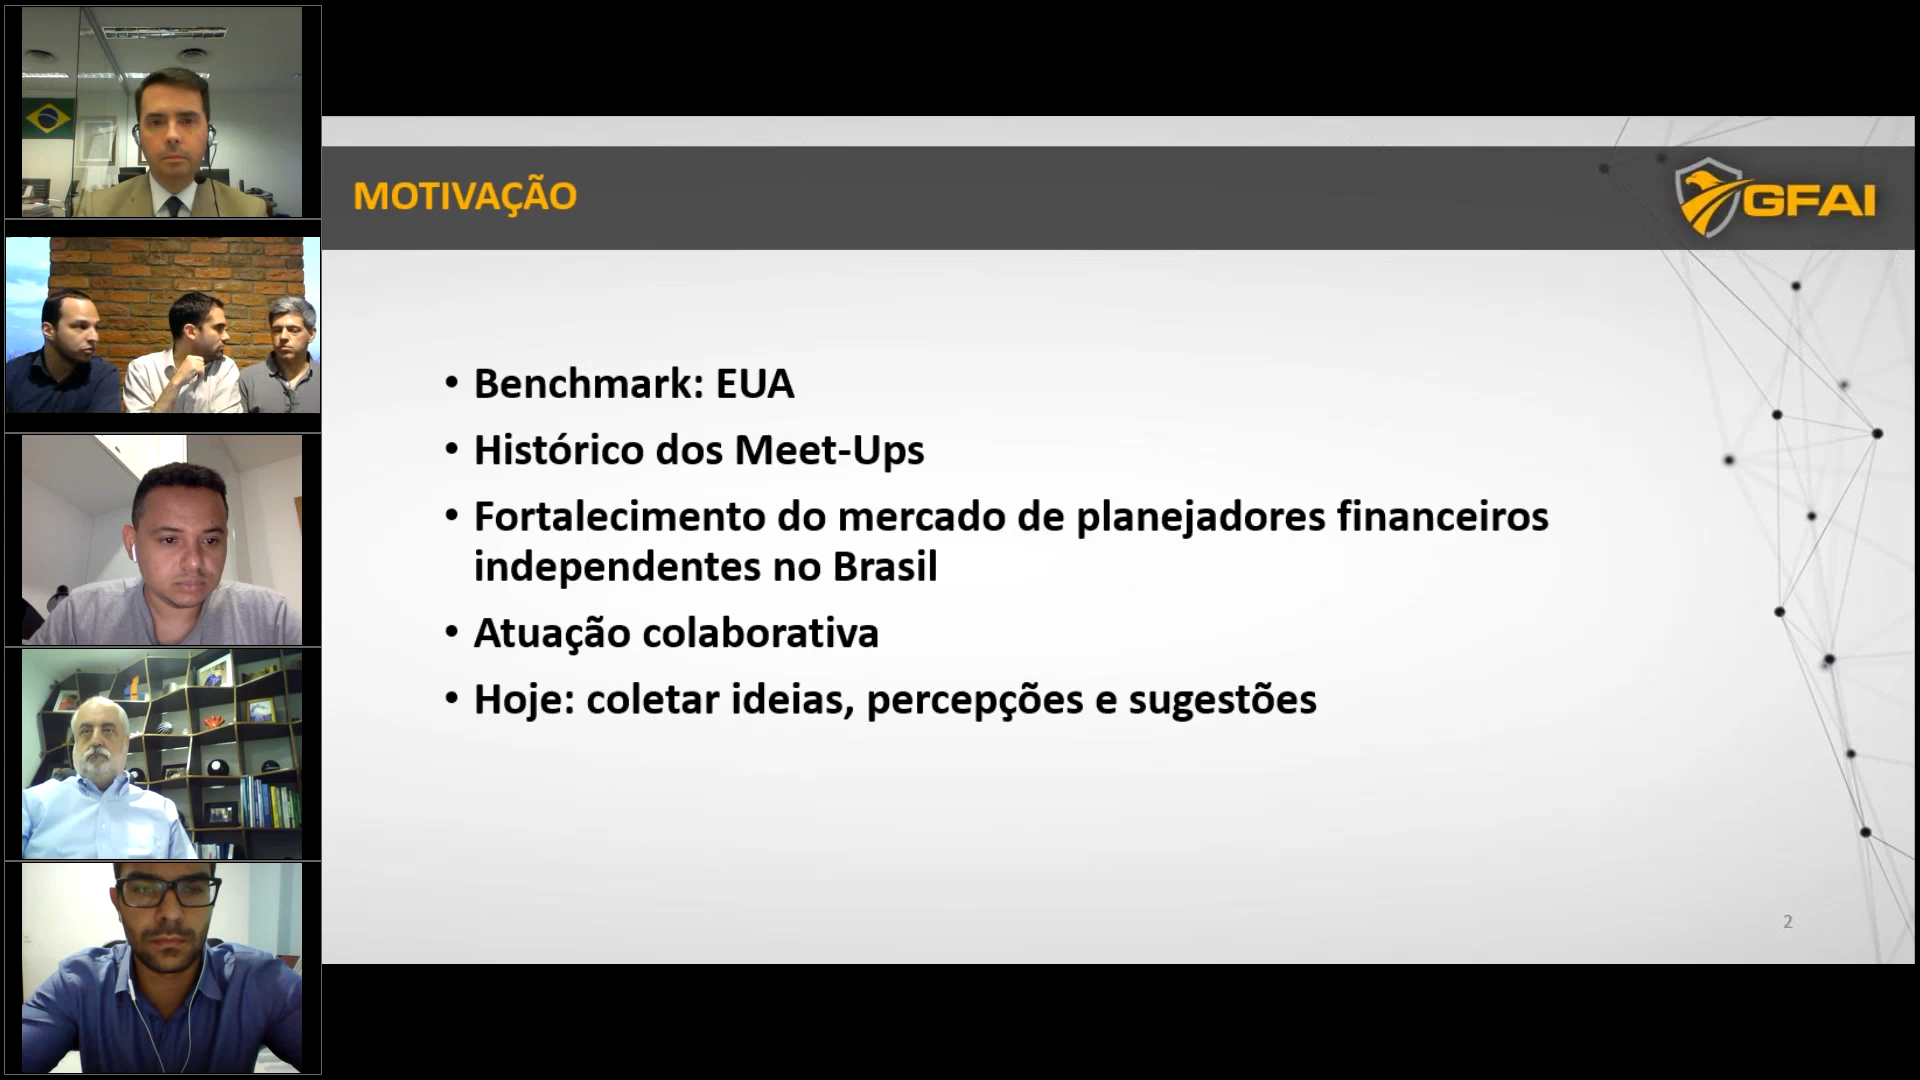 MOTIVAÇÃO
GFAI
• Benchmark: EUA
• Histórico dos Meet-Ups
• Fortalecimento do mercado de planejadores financeiros
independentes no Brasil
• Atuação colaborativa
• Hoje: coletar ideias, percepções e sugestões
2